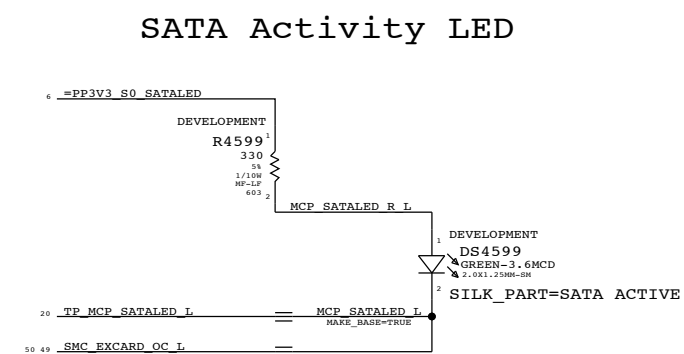 SATA Activity LED
6 =PP3V3_S0_SATALED
DEVELOPMENT
R4599 1
330
5%
1/10W
MF-LF
603 2
MCP_SATALED_R_L
1 DEVELOPMENT
DS4599
GREEN-3.6MCD
2.0X1.25MM-SM
2 SILK_PART=SATA ACTIVE
20 TP_MCP_SATALED_L MCP_SATALED_L
MAKE_BASE=TRUE
50 49 SMC_EXCARD_OC_L